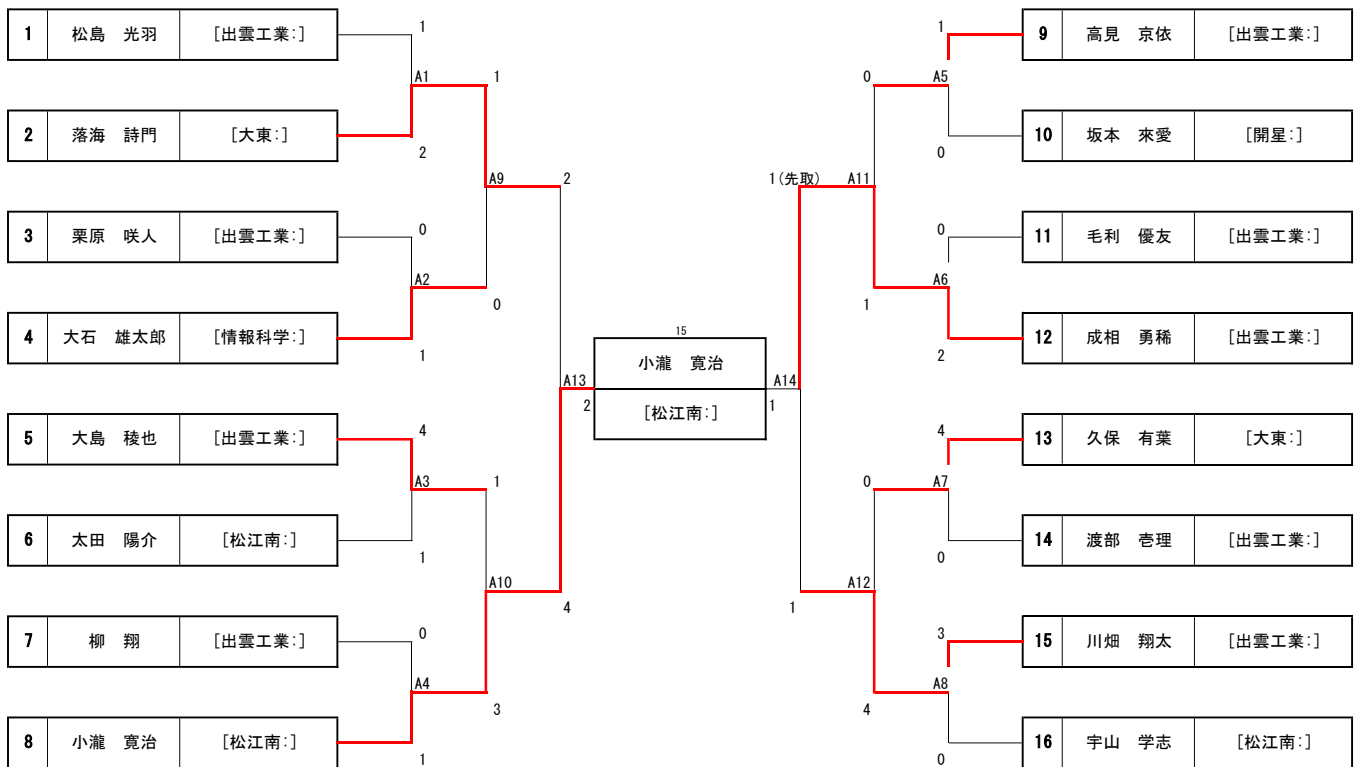 1 松島 光羽 [出雲工業:] 1
A1 1
2 落海 詩門 [大東:] 2
A9 2
3 栗原 咲人 [出雲工業:] 0
A2 0
4 大石 雄太郎 [情報科学:] 1
A13 2
5 大島 稜也 [出雲工業:] 4
A3 1
6 太田 陽介 [松江南:] 1
A10 4
7 柳 翔 [出雲工業:] 0
A4 3
8 小瀧 寛治 [松江南:] 1
15
小瀧 寛治
[松江南:]
1 9 高見 京依 [出雲工業:]
0 A5
0 10 坂本 來愛 [開星:]
1(先取) A11
0 11 毛利 優友 [出雲工業:]
1 A6
2 12 成相 勇稀 [出雲工業:]
A14 1
4 13 久保 有葉 [大東:]
0 A7
0 14 渡部 壱理 [出雲工業:]
1 A12
3 15 川畑 翔太 [出雲工業:]
4 A8
0 16 宇山 学志 [松江南:]